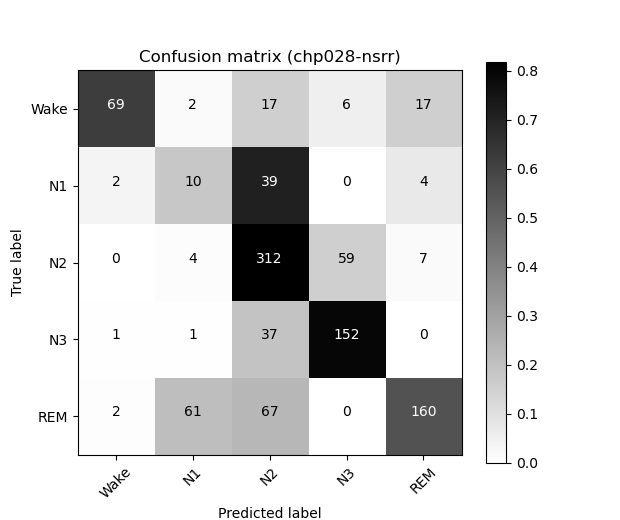 Confusion matrix (chp028-nsrr)
Wake 69 2 17 6 17
N1 2 10 39 0 4
N2 0 4 312 59 7
N3 1 1 37 152 0
REM 2 61 67 0 160
Wake N1 N2 N3 REM
True label
Predicted label
0.8
0.7
0.6
0.5
0.4
0.3
0.2
0.1
0.0